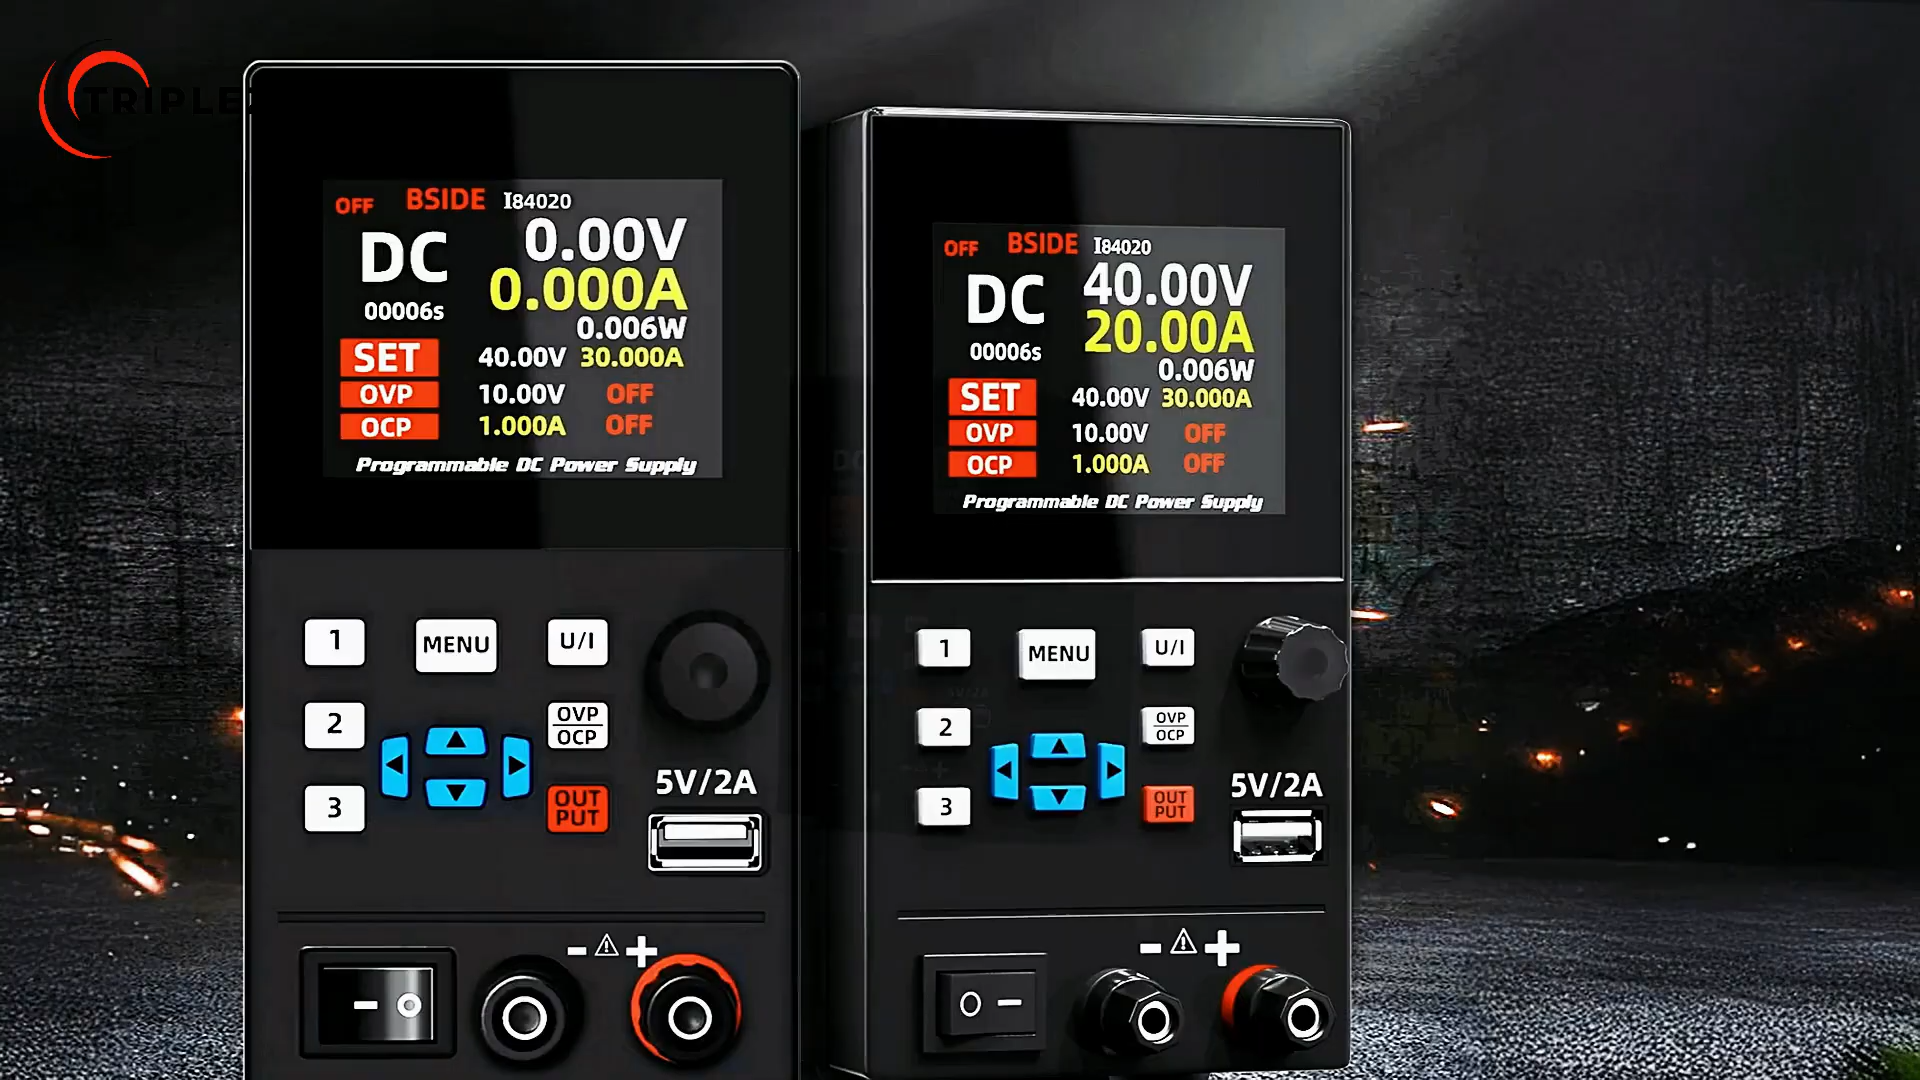 TRIPLE
OFF BSIDE I84020
DC 0.00V
0.000A
00006s
0.006W
SET 40.00V 30.000A
OVP 10.00V OFF
OCP 1.000A OFF
Programmable DC Power Supply
1 MENU U/I
2 OVP
OCP
3 OUT
PUT
5V/2A
- ⚠ +
- O
OFF BSIDE I84020
DC 40.00V
20.00A
00006s
0.006W
SET 40.00V 30.000A
OVP 10.00V OFF
OCP 1.000A OFF
Programmable DC Power Supply
1 MENU U/I
2 OVP
OCP
3 OUT
PUT
5V/2A
- ⚠ +
O -